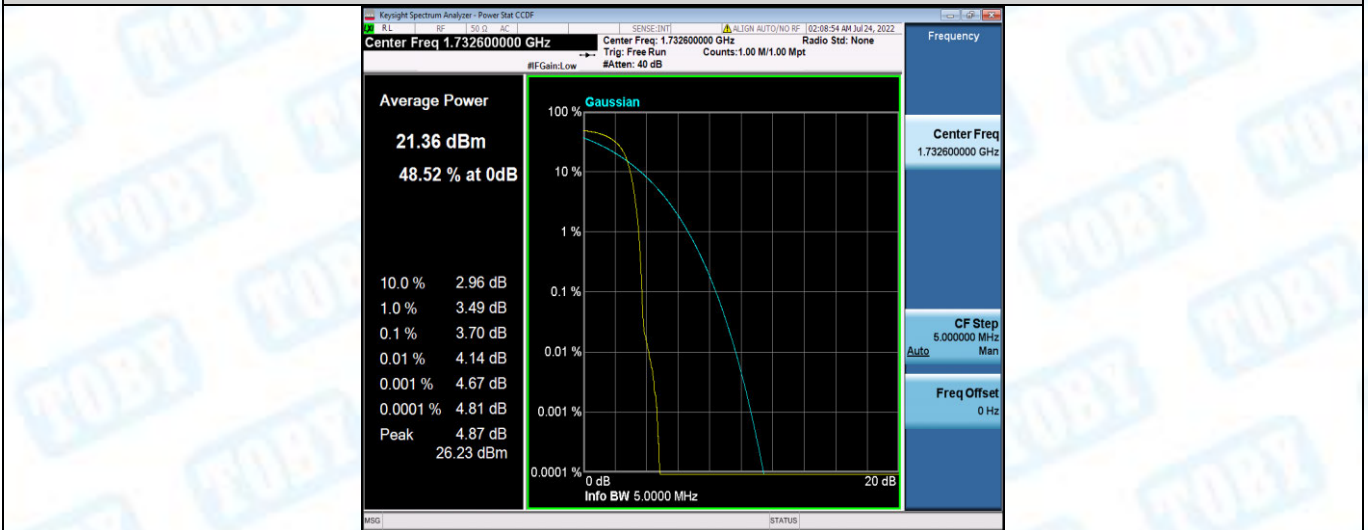 Keysight Spectrum Analyzer - Power Stat CCDF
RL RF 50 Ω AC SENSE:INT ALIGN AUTO/NO RF 02:08:54 AM Jul 24, 2022
Center Freq 1.732600000 GHz
Center Freq: 1.732600000 GHz Radio Std: None
Trig: Free Run Counts:1.00 M/1.00 Mpt
#IFGain:Low #Atten: 40 dB
Frequency
Average Power
21.36 dBm
48.52 % at 0dB
10.0 % 2.96 dB
1.0 % 3.49 dB
0.1 % 3.70 dB
0.01 % 4.14 dB
0.001 % 4.67 dB
0.0001 % 4.81 dB
Peak 4.87 dB
26.23 dBm
Gaussian
100 %
10 %
1 %
0.1 %
0.01 %
0.001 %
0.0001 %
0 dB 20 dB
Info BW 5.0000 MHz
Center Freq
1.732600000 GHz
CF Step
5.000000 MHz
Auto Man
Freq Offset
0 Hz
MSG STATUS
TOBY
TOBY
TOBY
TOBY
TOBY
TOBY
TOBY
TOBY